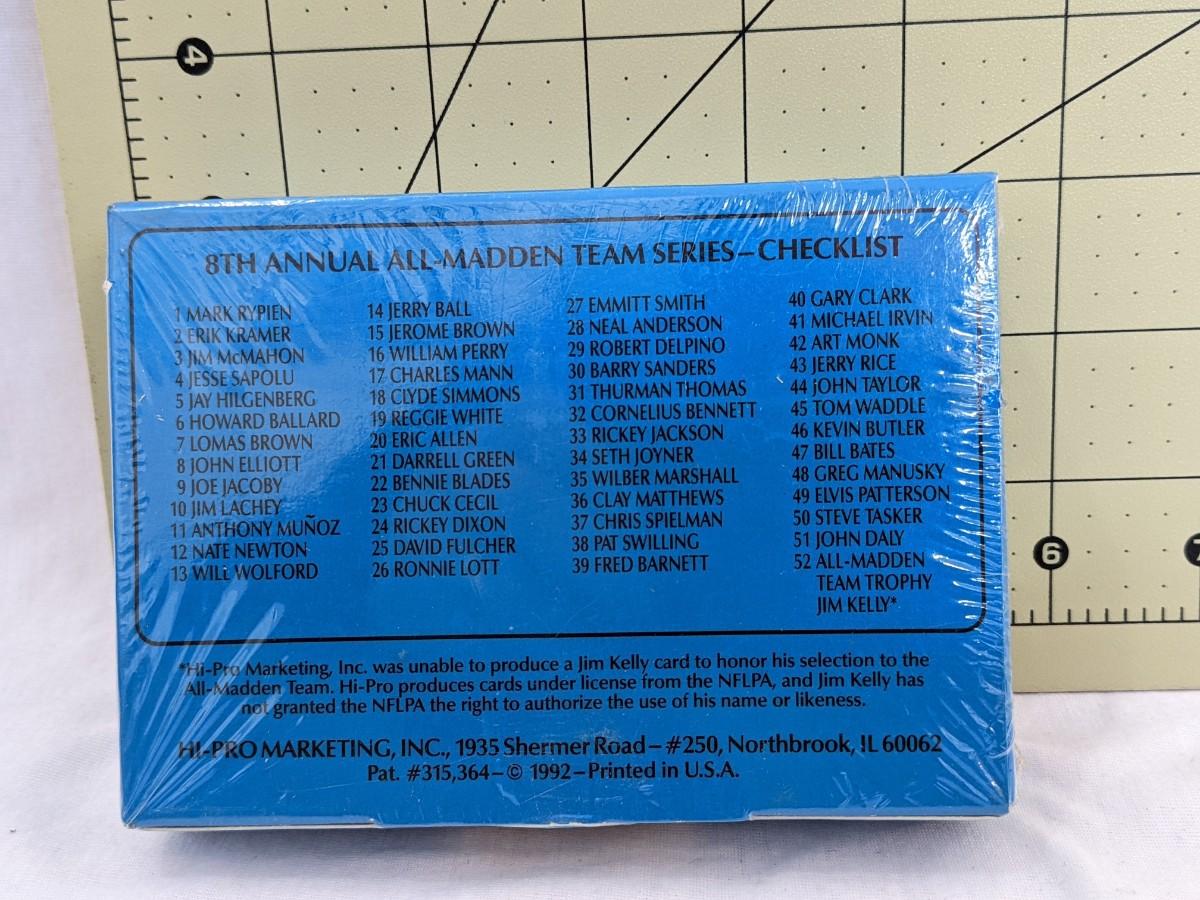 4
8TH ANNUAL ALL-MADDEN TEAM SERIES–CHECKLIST
1 MARK RYPIEN
2 ERIK KRAMER
3 JIM McMAHON
4 JESSE SAPOLU
5 JAY HILGENBERG
6 HOWARD BALLARD
7 LOMAS BROWN
8 JOHN ELLIOTT
9 JOE JACOBY
10 JIM LACHEY
11 ANTHONY MUÑOZ
12 NATE NEWTON
13 WILL WOLFORD
14 JERRY BALL
15 JEROME BROWN
16 WILLIAM PERRY
17 CHARLES MANN
18 CLYDE SIMMONS
19 REGGIE WHITE
20 ERIC ALLEN
21 DARRELL GREEN
22 BENNIE BLADES
23 CHUCK CECIL
24 RICKEY DIXON
25 DAVID FULCHER
26 RONNIE LOTT
27 EMMITT SMITH
28 NEAL ANDERSON
29 ROBERT DELPINO
30 BARRY SANDERS
31 THURMAN THOMAS
32 CORNELIUS BENNETT
33 RICKEY JACKSON
34 SETH JOYNER
35 WILBER MARSHALL
36 CLAY MATTHEWS
37 CHRIS SPIELMAN
38 PAT SWILLING
39 FRED BARNETT
40 GARY CLARK
41 MICHAEL IRVIN
42 ART MONK
43 JERRY RICE
44 JOHN TAYLOR
45 TOM WADDLE
46 KEVIN BUTLER
47 BILL BATES
48 GREG MANUSKY
49 ELVIS PATTERSON
50 STEVE TASKER
51 JOHN DALY
52 ALL-MADDEN
TEAM TROPHY
JIM KELLY*
*Hi-Pro Marketing, Inc. was unable to produce a Jim Kelly card to honor his selection to the
All-Madden Team. Hi-Pro produces cards under license from the NFLPA, and Jim Kelly has
not granted the NFLPA the right to authorize the use of his name or likeness.
HI-PRO MARKETING, INC., 1935 Shermer Road–#250, Northbrook, IL 60062
Pat. #315,364–© 1992–Printed in U.S.A.
6
7